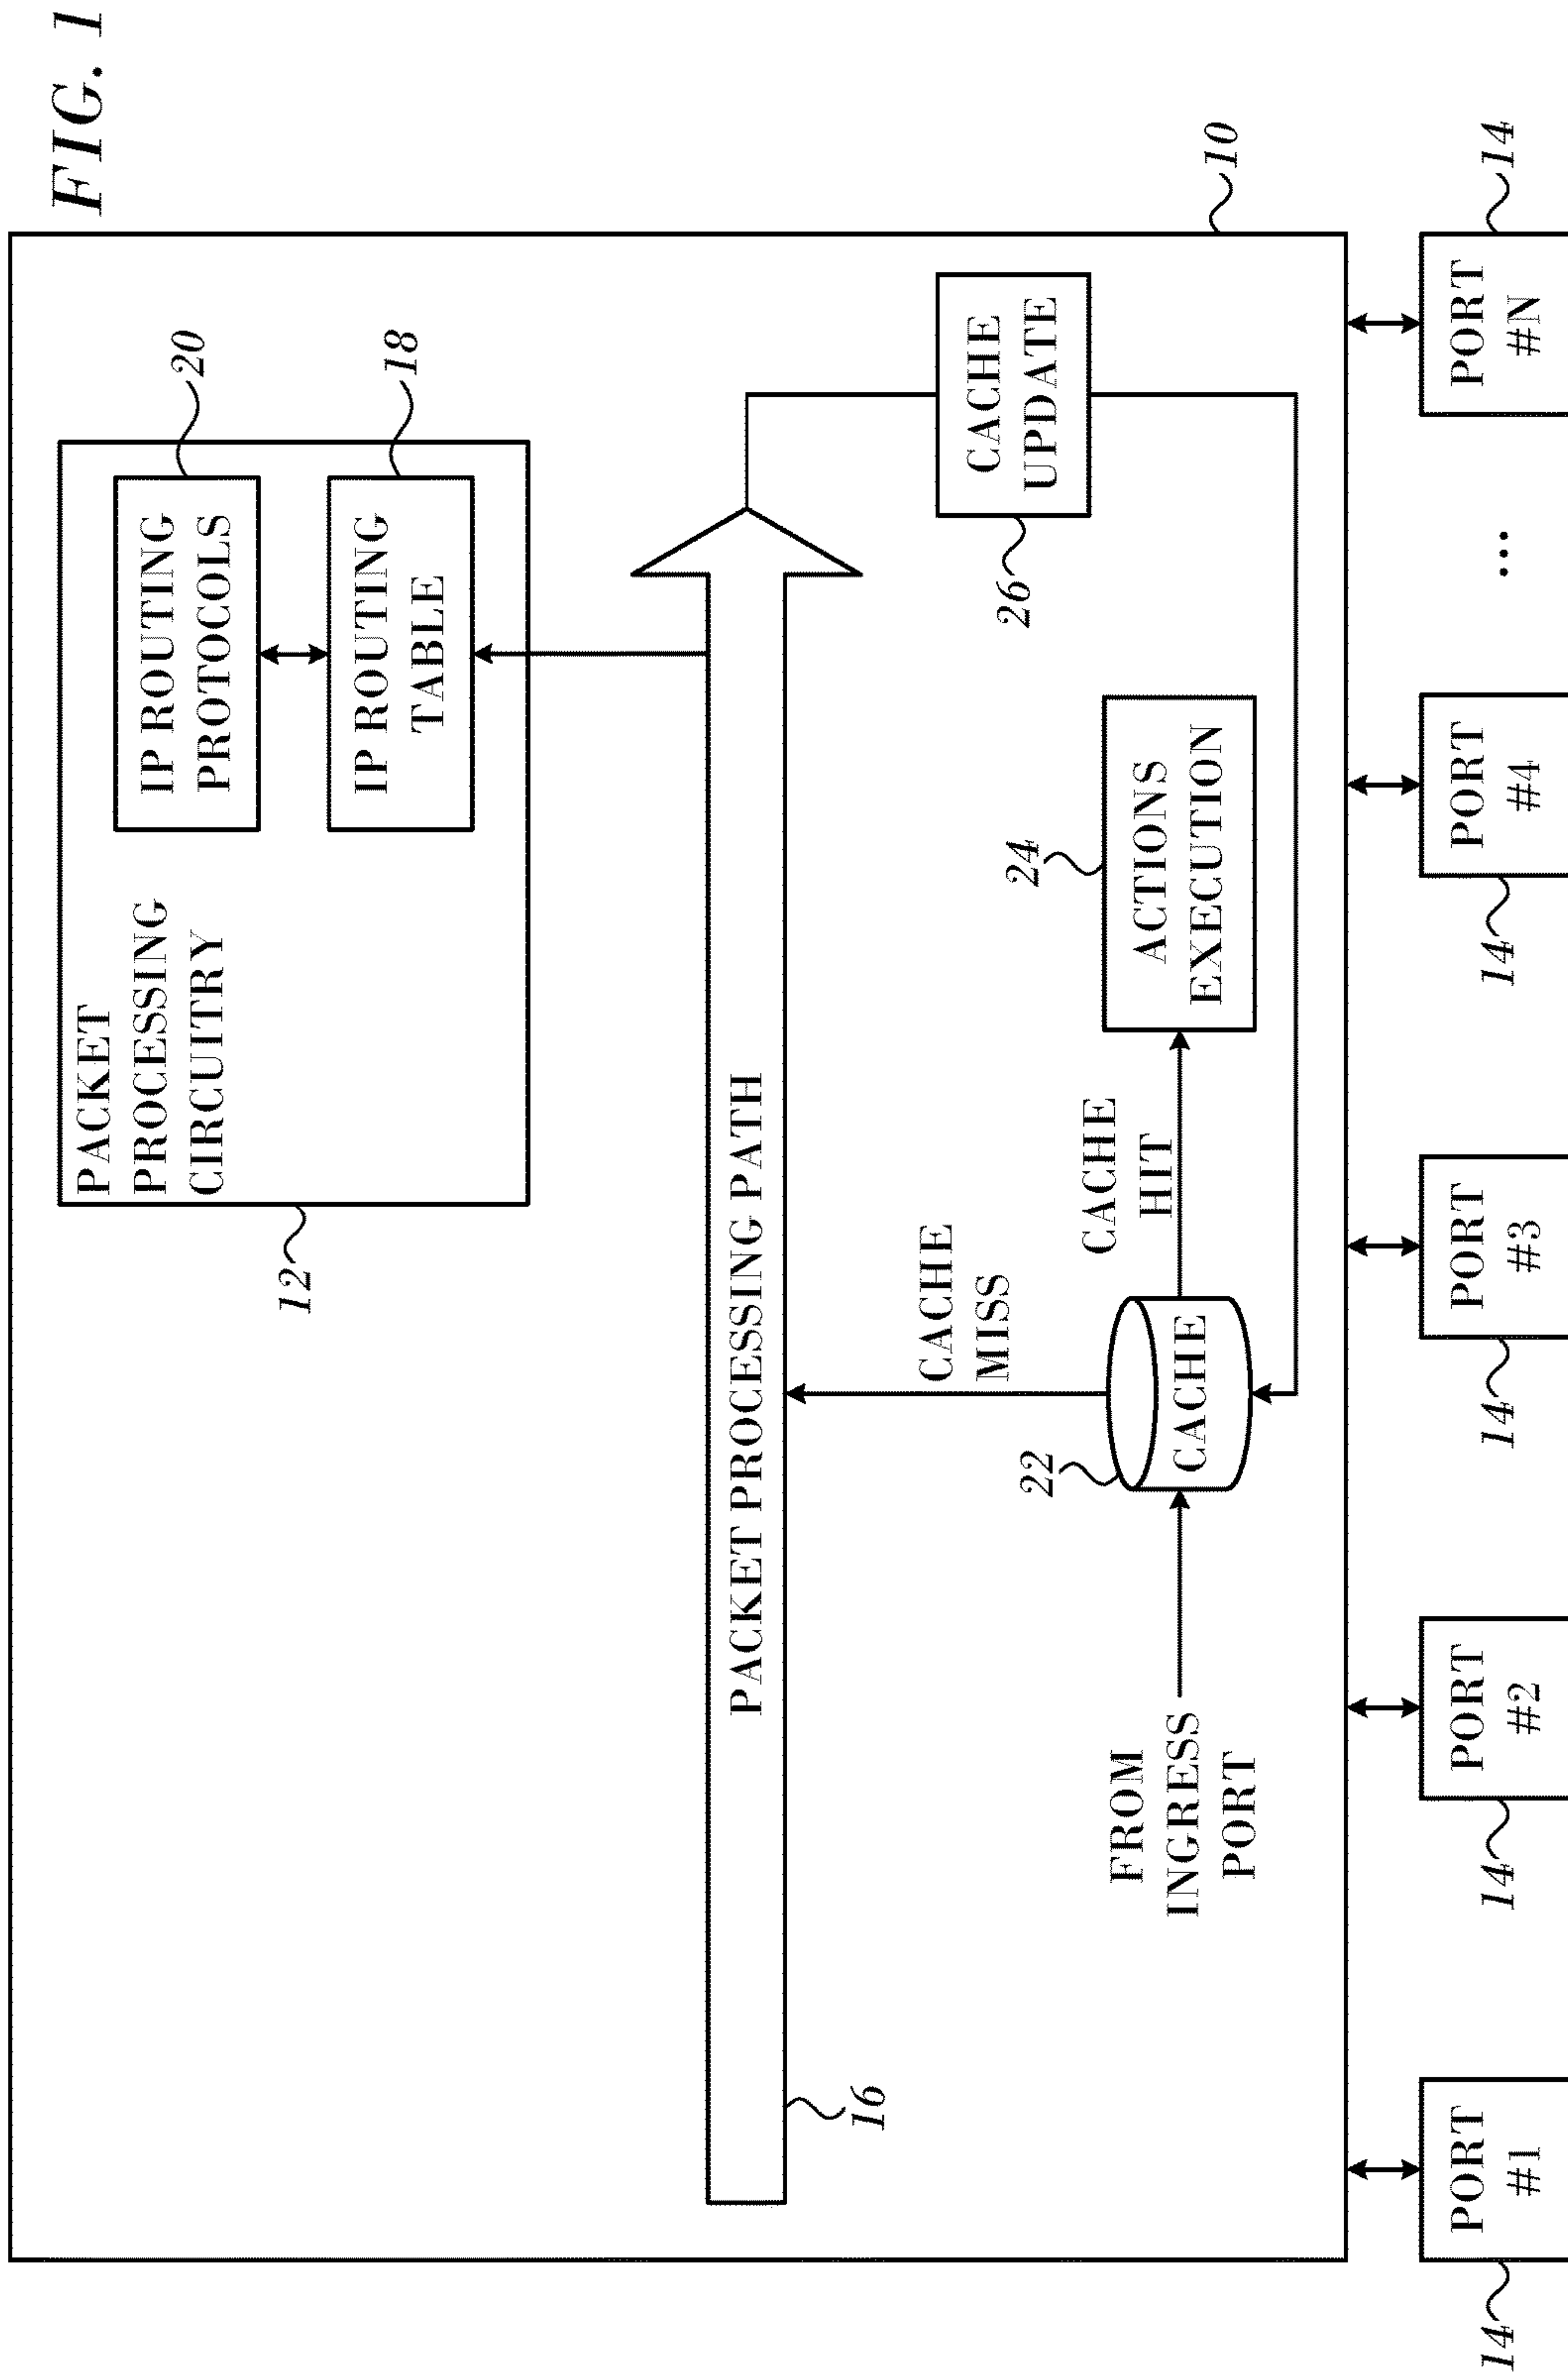 FIG. 1
PACKET
PROCESSING
CIRCUITRY
12
IP ROUTING
PROTOCOLS
20
IP ROUTING
TABLE
18
PACKET PROCESSING PATH
16
CACHE
MISS
22
CACHE
CACHE
HIT
24
ACTIONS
EXECUTION
26
CACHE
UPDATE
FROM
INGRESS
PORT
10
PORT
#1
14
PORT
#2
14
PORT
#3
14
PORT
#4
14
...
PORT
#N
14